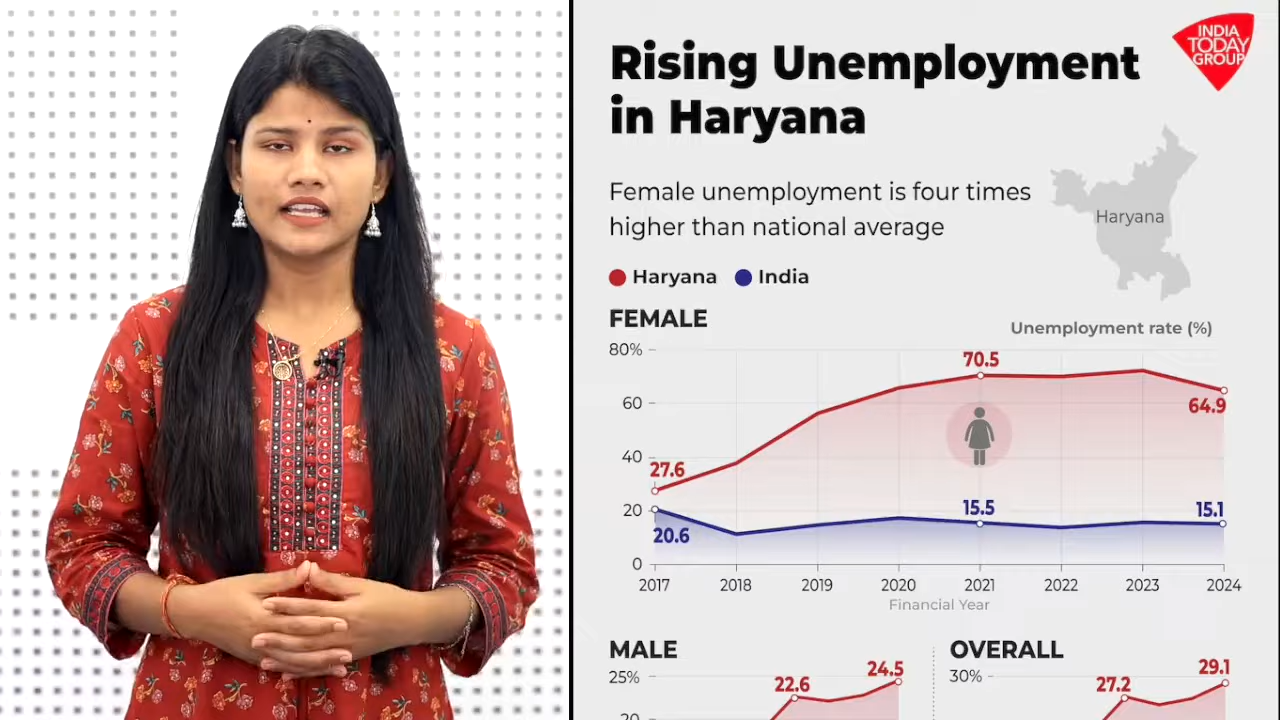 INDIA
TODAY
GROUP
Rising Unemployment
in Haryana
Female unemployment is four times
higher than national average
Haryana
Haryana India
FEMALE
Unemployment rate (%)
80%
60
40
20
0
70.5
64.9
27.6
20.6
15.5
15.1
2017 2018 2019 2020 2021 2022 2023 2024
Financial Year
MALE
25%
20
22.6
24.5
OVERALL
30%
27.2
29.1